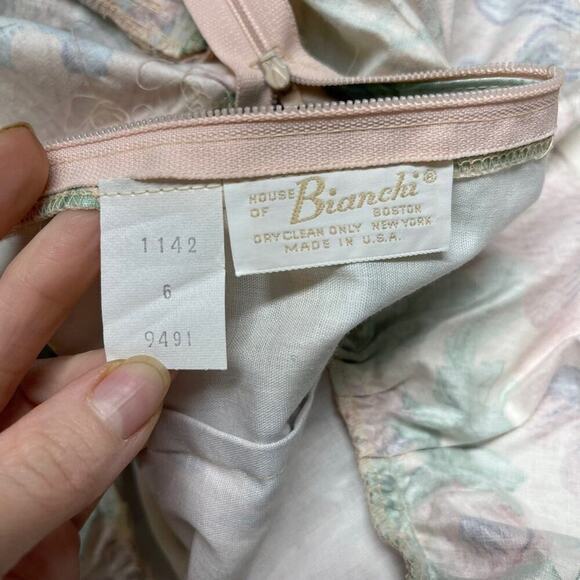 HOUSE OF Bianchi® BOSTON
DRYCLEAN ONLY NEW YORK
MADE IN U.S.A.
1142
6
9491